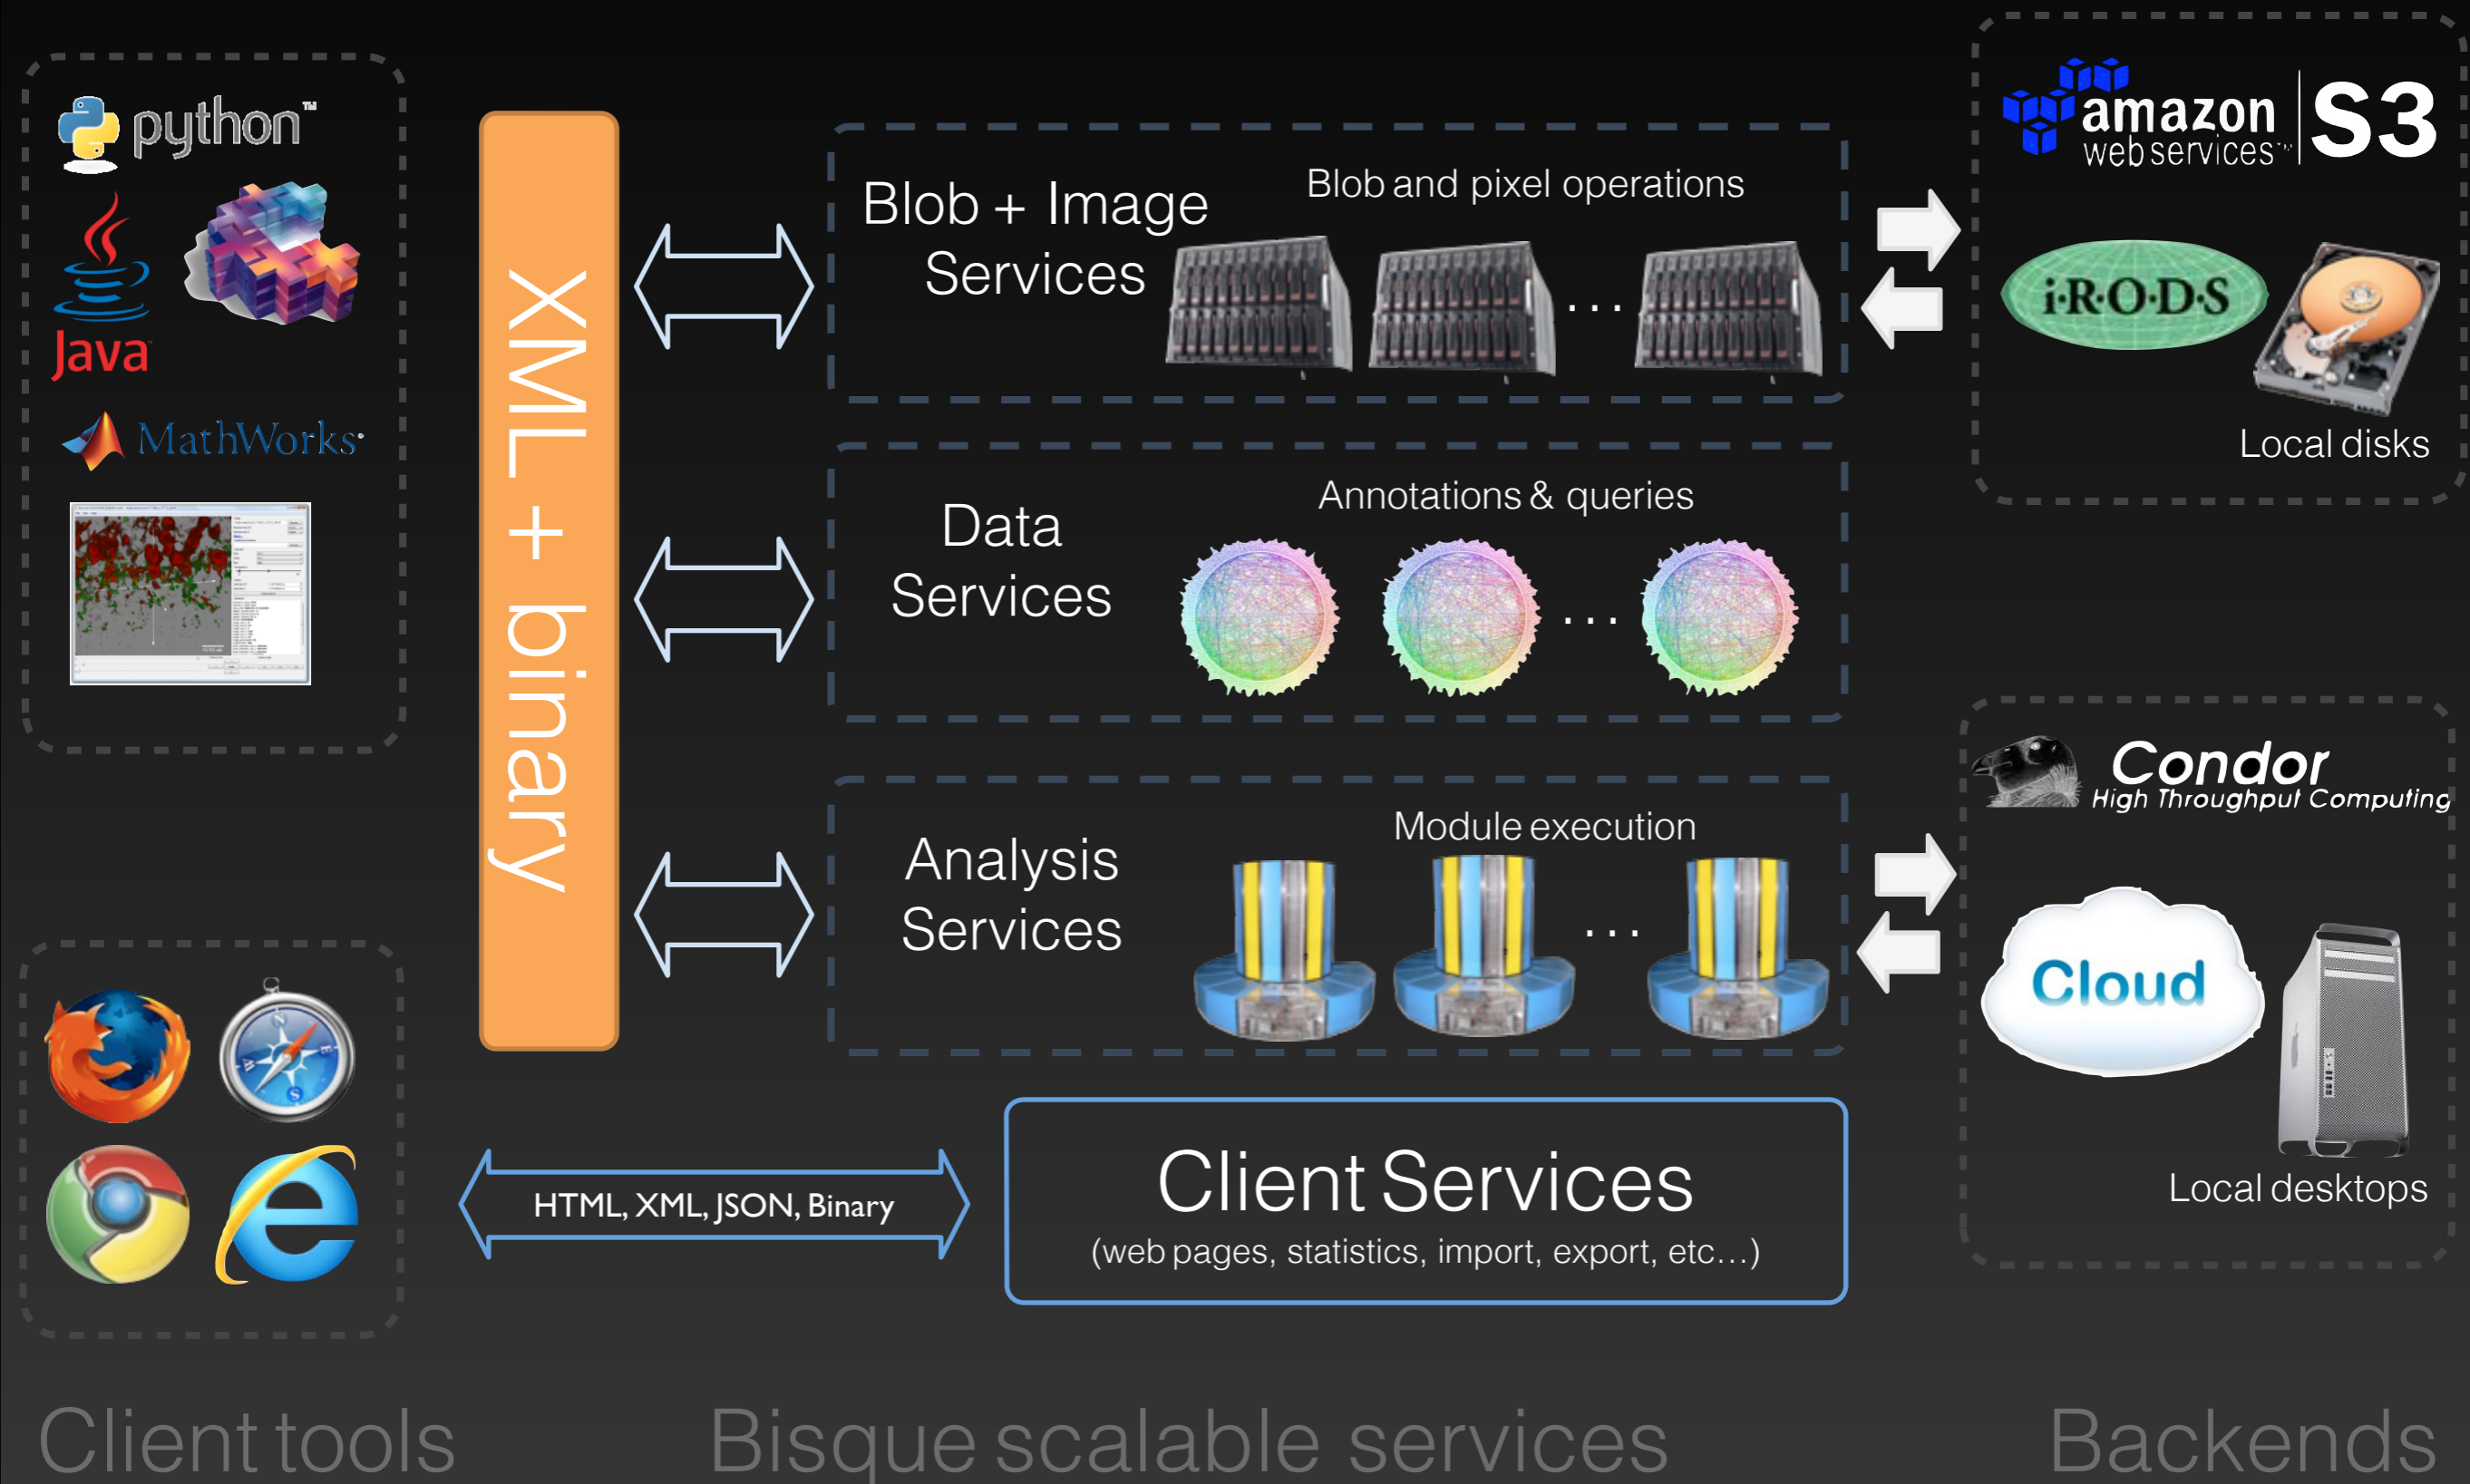 python™
Java
MathWorks
XML + binary
Blob + Image
Services
Blob and pixel operations
...
Data
Services
Annotations & queries
...
Analysis
Services
Module execution
...
HTML, XML, JSON, Binary
Client Services
(web pages, statistics, import, export, etc...)
amazon
web services™
S3
i·R·O·D·S
Local disks
Condor
High Throughput Computing
Cloud
Local desktops
Client tools
Bisque scalable services
Backends